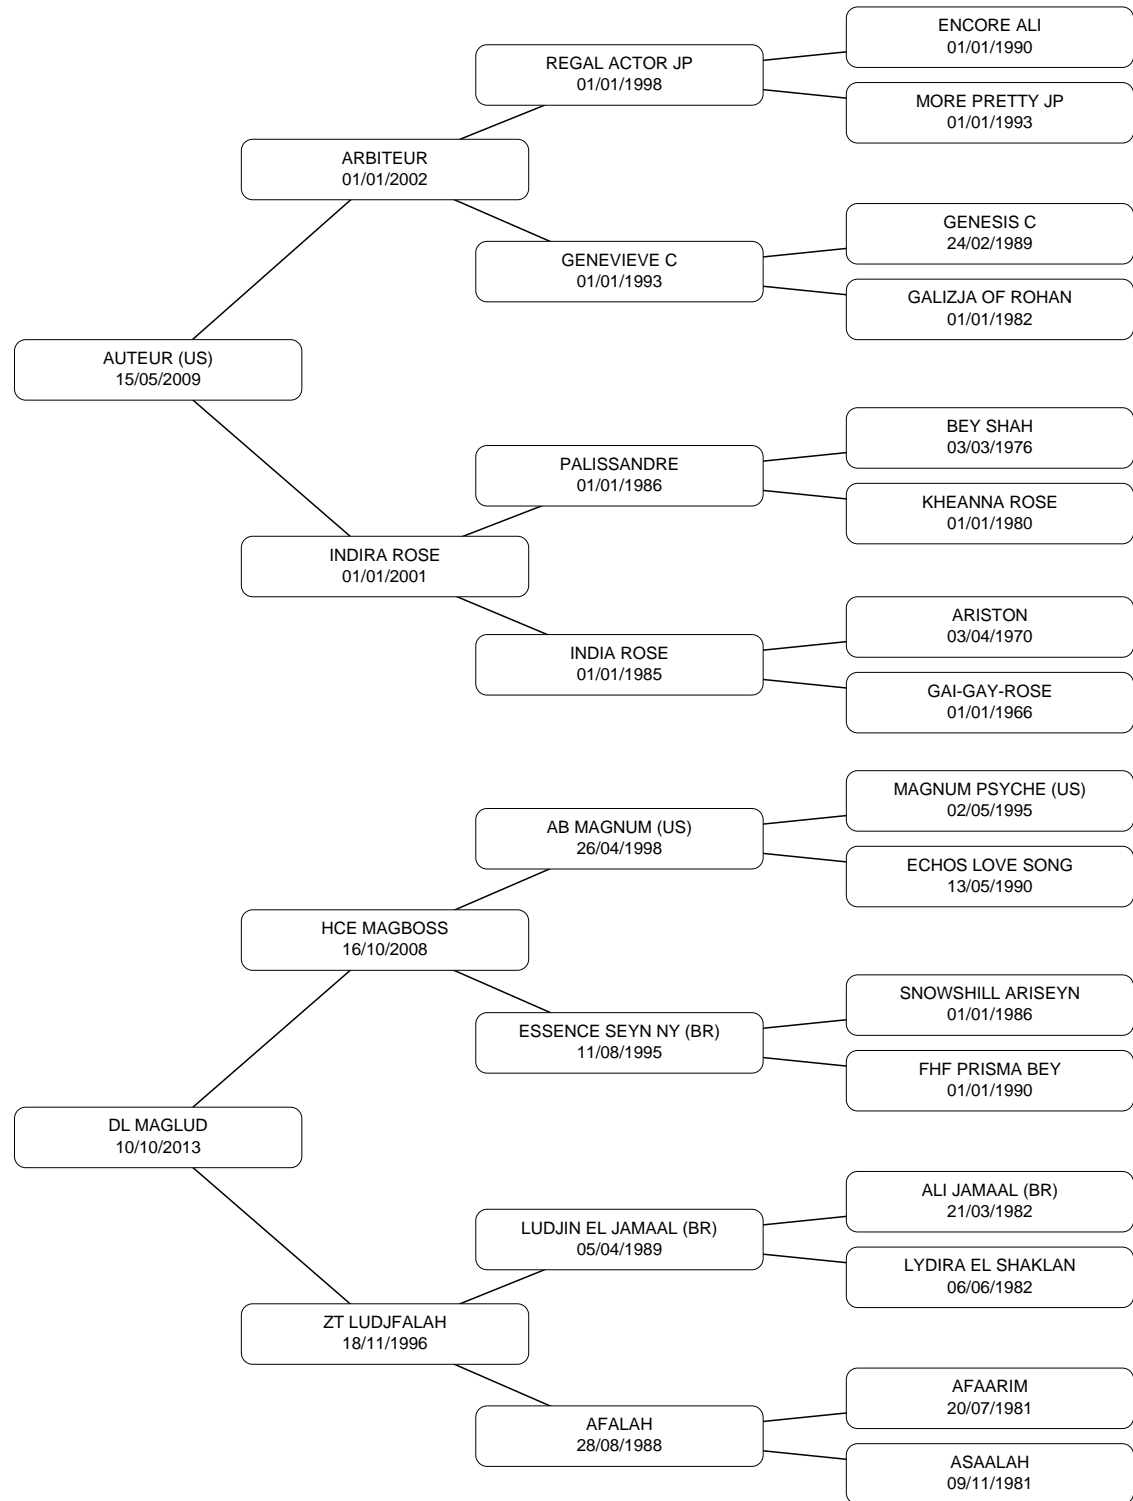 ENCORE ALI
01/01/1990
REGAL ACTOR JP
01/01/1998
MORE PRETTY JP
01/01/1993
ARBITEUR
01/01/2002
GENESIS C
24/02/1989
GENEVIEVE C
01/01/1993
GALIZJA OF ROHAN
01/01/1982
AUTEUR (US)
15/05/2009
BEY SHAH
03/03/1976
PALISSANDRE
01/01/1986
KHEANNA ROSE
01/01/1980
INDIRA ROSE
01/01/2001
ARISTON
03/04/1970
INDIA ROSE
01/01/1985
GAI-GAY-ROSE
01/01/1966
MAGNUM PSYCHE (US)
02/05/1995
AB MAGNUM (US)
26/04/1998
ECHOS LOVE SONG
13/05/1990
HCE MAGBOSS
16/10/2008
SNOWSHILL ARISEYN
01/01/1986
ESSENCE SEYN NY (BR)
11/08/1995
FHF PRISMA BEY
01/01/1990
DL MAGLUD
10/10/2013
ALI JAMAAL (BR)
21/03/1982
LUDJIN EL JAMAAL (BR)
05/04/1989
LYDIRA EL SHAKLAN
06/06/1982
ZT LUDJFALAH
18/11/1996
AFAARIM
20/07/1981
AFALAH
28/08/1988
ASAALAH
09/11/1981